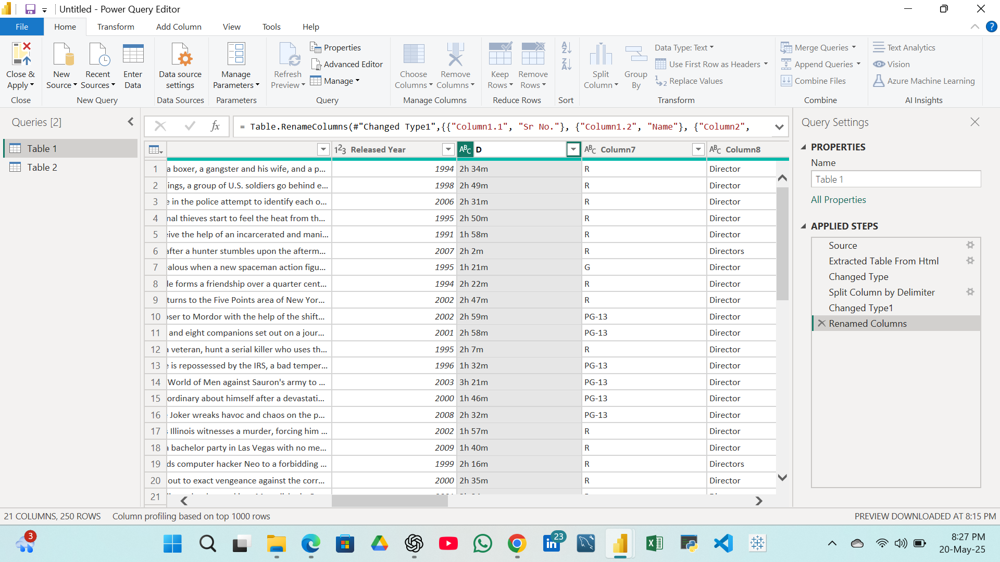 Untitled - Power Query Editor
File Home Transform Add Column View Tools Help
Close & Apply
New Source
Recent Sources
Enter Data
Data source settings
Manage Parameters
Refresh Preview
Properties
Advanced Editor
Manage
Choose Columns
Remove Columns
Keep Rows
Remove Rows
Split Column
Group By
Data Type: Text
Use First Row as Headers
Replace Values
Merge Queries
Append Queries
Combine Files
Text Analytics
Vision
Azure Machine Learning
Close New Query Data Sources Parameters Query Manage Columns Reduce Rows Sort Transform Combine AI Insights
Queries [2]
Table 1
Table 2
fx = Table.RenameColumns(#"Changed Type1",{{"Column1.1", "Sr No."}, {"Column1.2", "Name"}, {"Column2",
123 Released Year ABC D ABC Column7 ABC Column8
1 a boxer, a gangster and his wife, and a p... 1994 2h 34m R Director
2 ings, a group of U.S. soldiers go behind e... 1998 2h 49m R Director
3 e in the police attempt to identify each o... 2006 2h 31m R Director
4 nal thieves start to feel the heat from th... 1995 2h 50m R Director
5 eive the help of an incarcerated and mani... 1991 1h 58m R Director
6 after a hunter stumbles upon the afterm... 2007 2h 2m R Directors
7 ealous when a new spaceman action figu... 1995 1h 21m G Director
8 le forms a friendship over a quarter cent... 1994 2h 22m R Director
9 turns to the Five Points area of New Yor... 2002 2h 47m R Director
10 oser to Mordor with the help of the shift... 2002 2h 59m PG-13 Director
11 and eight companions set out on a jour... 2001 2h 58m PG-13 Director
12 a veteran, hunt a serial killer who uses th... 1995 2h 7m R Director
13 e is repossessed by the IRS, a bad temper... 1996 1h 32m PG-13 Director
14 World of Men against Sauron's army to ... 2003 3h 21m PG-13 Director
15 ordinary about himself after a devastati... 2000 1h 46m PG-13 Director
16 Joker wreaks havoc and chaos on the p... 2008 2h 32m PG-13 Director
17 Illinois witnesses a murder, forcing him ... 2002 1h 57m R Director
18 a bachelor party in Las Vegas with no me... 2009 1h 40m R Director
19 ds computer hacker Neo to a forbidding ... 1999 2h 16m R Directors
20 out to exact vengeance against the corr... 2000 2h 35m R Director
21
Query Settings
PROPERTIES
Name
Table 1
All Properties
APPLIED STEPS
Source
Extracted Table From Html
Changed Type
Split Column by Delimiter
Changed Type1
Renamed Columns
21 COLUMNS, 250 ROWS Column profiling based on top 1000 rows
PREVIEW DOWNLOADED AT 8:15 PM
3
23
8:27 PM
20-May-25